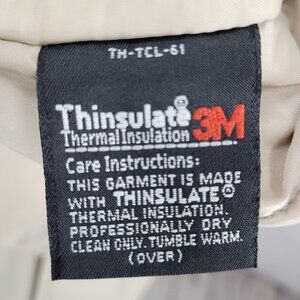 TH-TCL-61
Thinsulate® 3M
Thermal Insulation
Care Instructions:
THIS GARMENT IS MADE
WITH THINSULATE®
THERMAL INSULATION.
PROFESSIONALLY DRY
CLEAN ONLY. TUMBLE WARM.
(OVER)